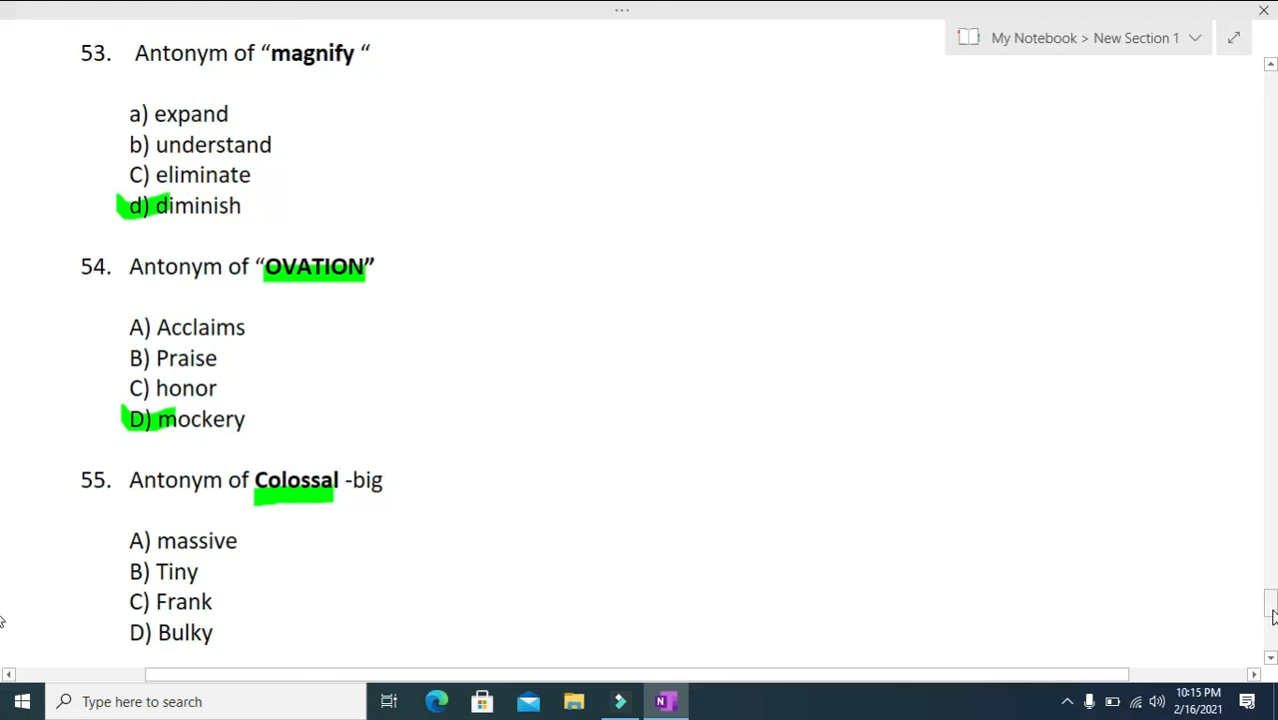 My Notebook > New Section 1
53. Antonym of “magnify “
a) expand
b) understand
C) eliminate
d) diminish
54. Antonym of “OVATION”
A) Acclaims
B) Praise
C) honor
D) mockery
55. Antonym of Colossal -big
A) massive
B) Tiny
C) Frank
D) Bulky
Type here to search
10:15 PM
2/16/2021